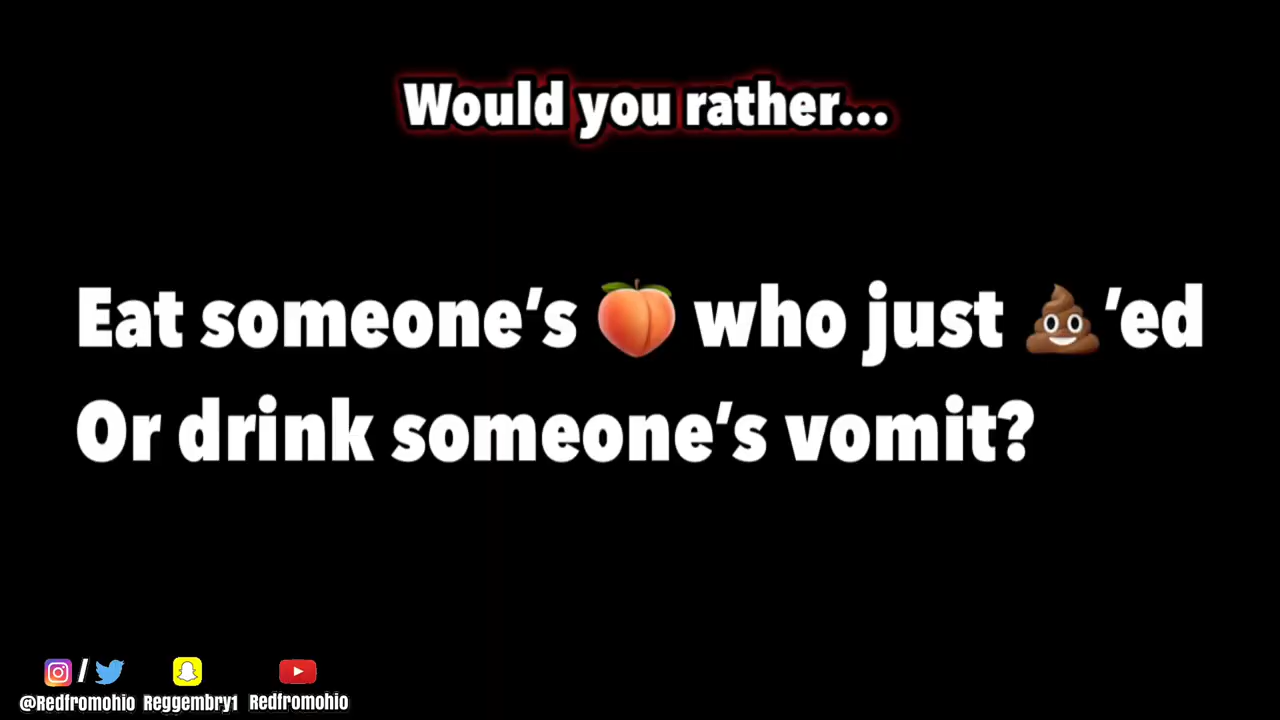 Would you rather...
Eat someone's 🍑 who just 💩'ed
Or drink someone's vomit?
/
@Redfromohio Reggembry1 Redfromohio